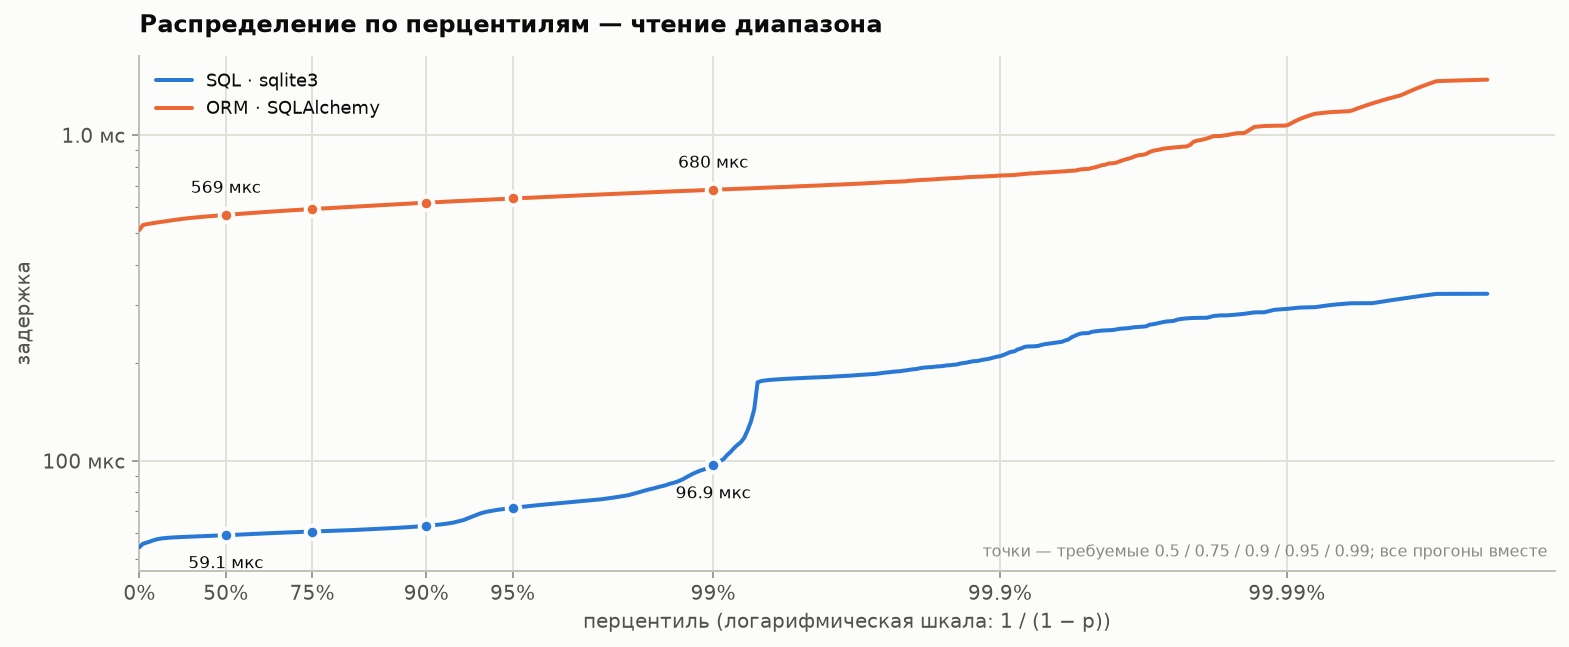 Распределение по перцентилям — чтение диапазона
SQL · sqlite3
ORM · SQLAlchemy
1.0 мс
100 мкс
задержка
569 мкс
680 мкс
96.9 мкс
59.1 мкс
точки — требуемые 0.5 / 0.75 / 0.9 / 0.95 / 0.99; все прогоны вместе
0% 50% 75% 90% 95% 99% 99.9% 99.99%
перцентиль (логарифмическая шкала: 1 / (1 − p))